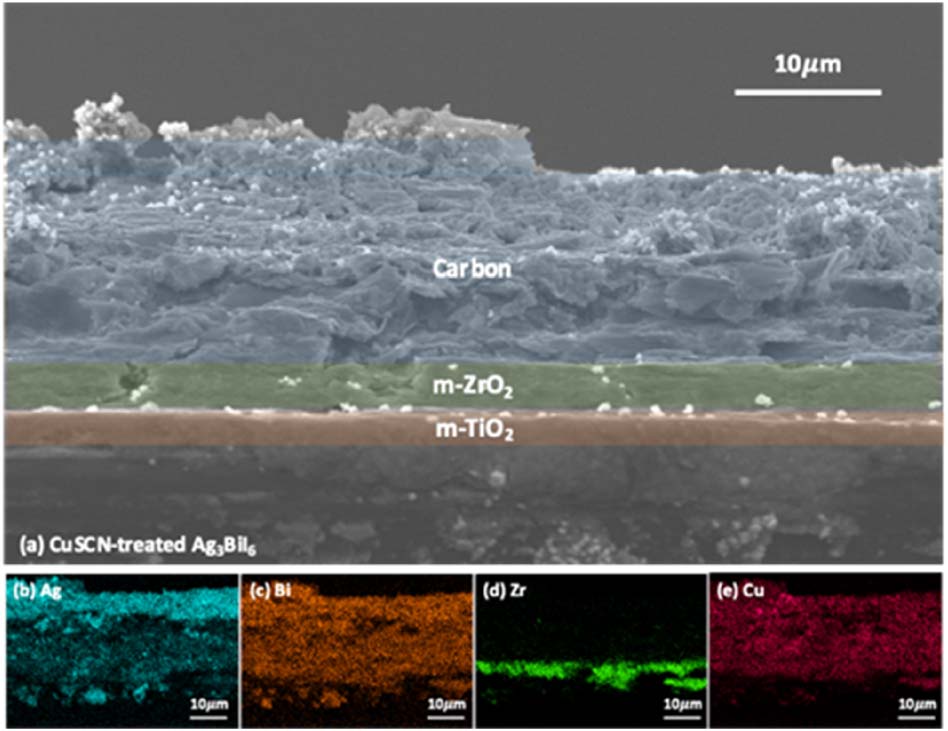 10μm
Carbon
m-ZrO₂
m-TiO₂
(a) CuSCN-treated Ag₃BiI₆
(b) Ag
(c) Bi
(d) Zr
(e) Cu
10μm
10μm
10μm
10μm